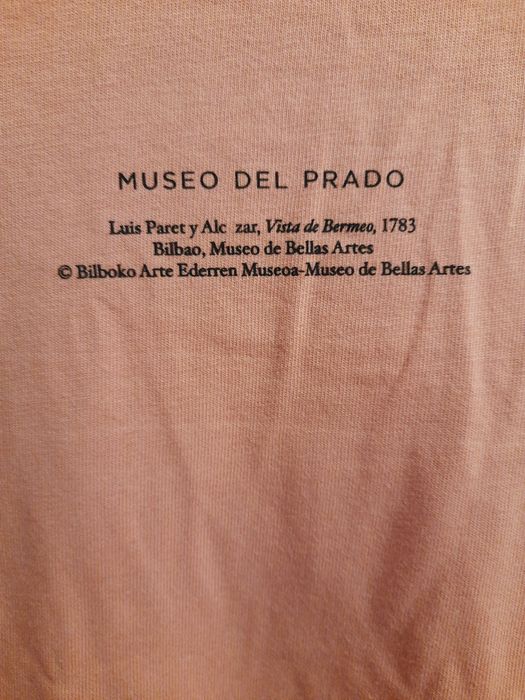 MUSEO DEL PRADO
Luis Paret y Alc zar, Vista de Bermeo, 1783
Bilbao, Museo de Bellas Artes
© Bilboko Arte Ederren Museoa-Museo de Bellas Artes